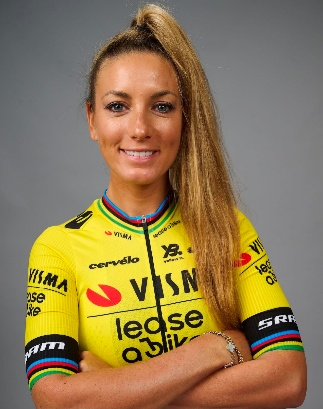 VISMA
cervélo
VISMA
lease
a bike
VISMA
lease
a
bike
SRAM
SRAM